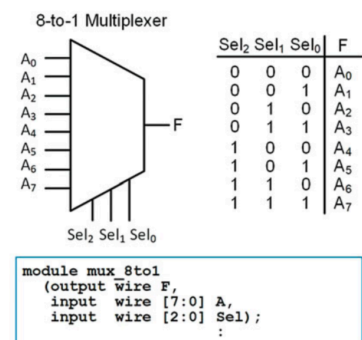 8-to-1 Multiplexer
A₀
A₁
A₂
A₃
A₄
A₅
A₆
A₇
F
Sel₂ Sel₁ Sel₀
Sel₂ Sel₁ Sel₀ F
0 0 0 A₀
0 0 1 A₁
0 1 0 A₂
0 1 1 A₃
1 0 0 A₄
1 0 1 A₅
1 1 0 A₆
1 1 1 A₇
module mux_8to1
(output wire F,
input wire [7:0] A,
input wire [2:0] Sel);
: